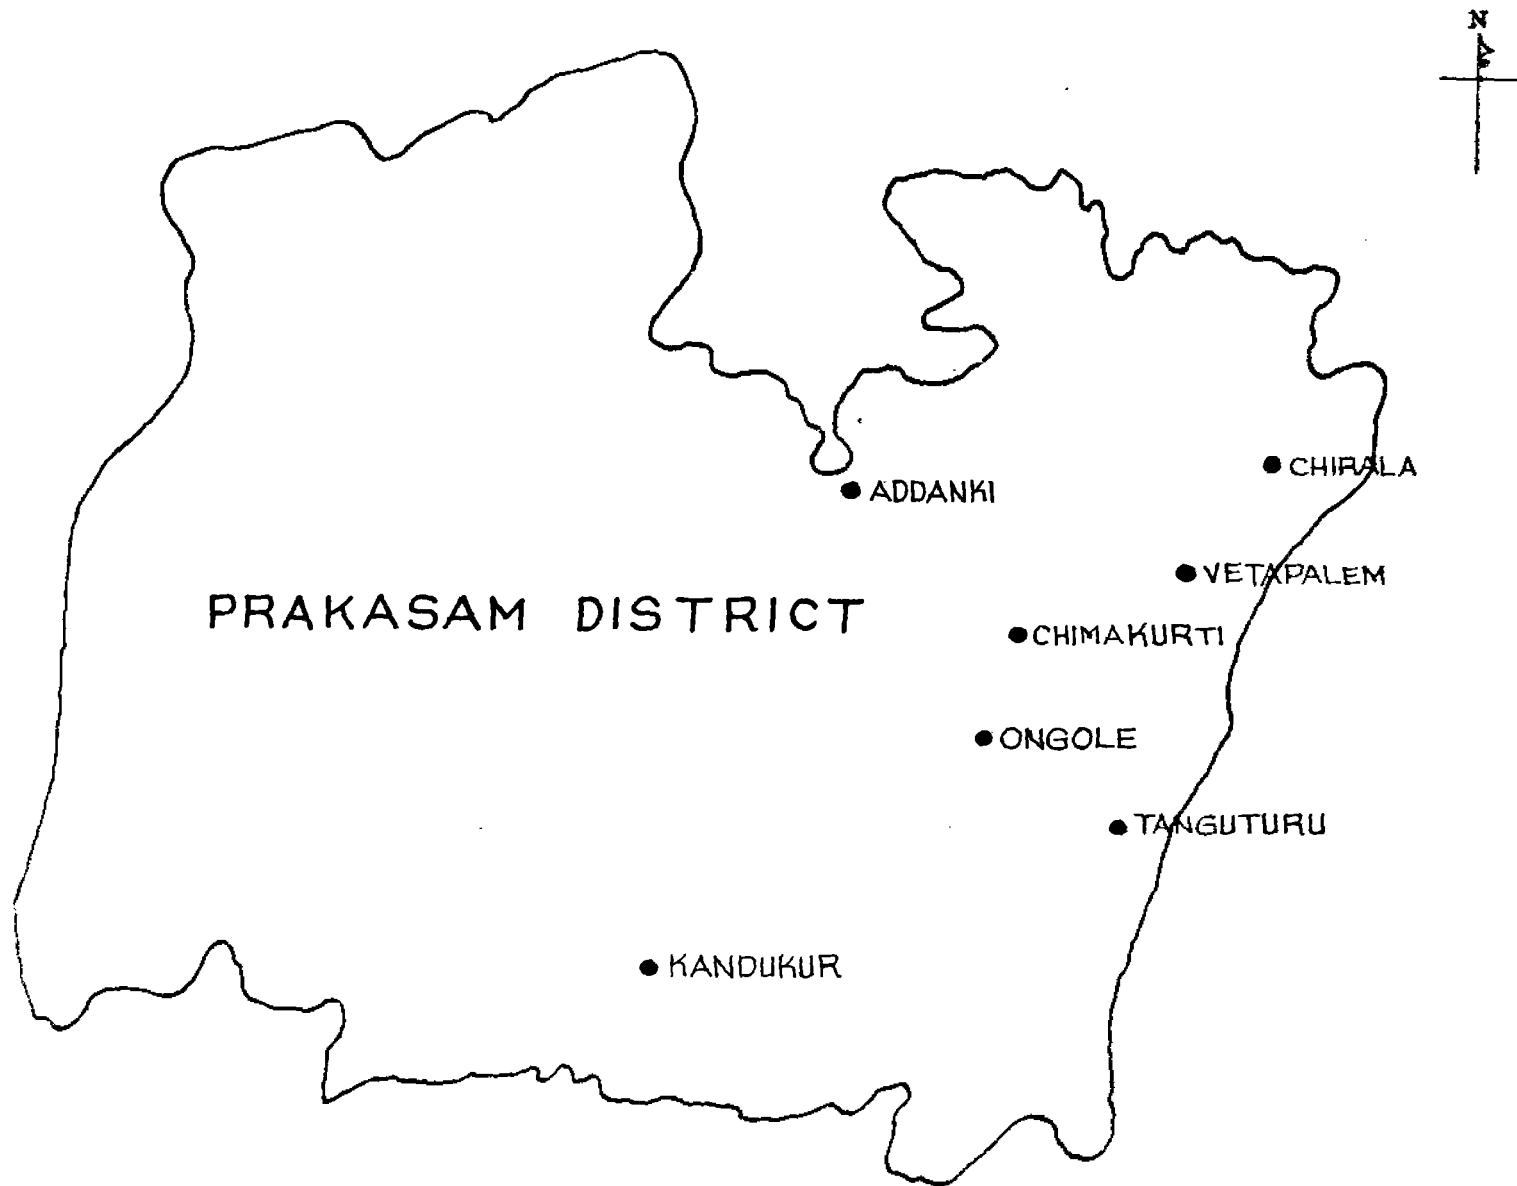 N
CHIRALA
ADDANKI
VETAPALEM
PRAKASAM DISTRICT
CHIMAKURTI
ONGOLE
TANGUTURU
KANDUKUR